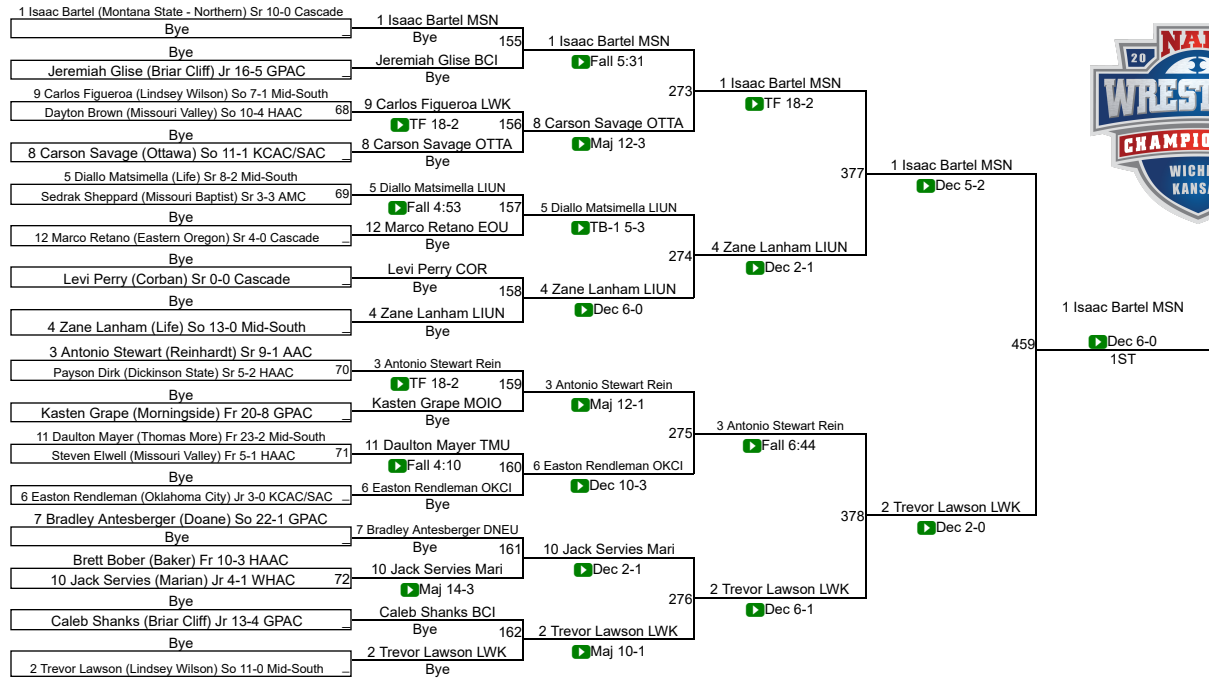 1 Isaac Bartel (Montana State - Northern) Sr 10-0 Cascade
Bye
_
Bye
Jeremiah Glise (Briar Cliff) Jr 16-5 GPAC
_
9 Carlos Figueroa (Lindsey Wilson) So 7-1 Mid-South
Dayton Brown (Missouri Valley) So 10-4 HAAC
68
Bye
8 Carson Savage (Ottawa) So 11-1 KCAC/SAC
_
5 Diallo Matsimella (Life) Sr 8-2 Mid-South
Sedrak Sheppard (Missouri Baptist) Sr 3-3 AMC
69
Bye
12 Marco Retano (Eastern Oregon) Sr 4-0 Cascade
_
Levi Perry (Corban) Sr 0-0 Cascade
_
Bye
4 Zane Lanham (Life) So 13-0 Mid-South
_
3 Antonio Stewart (Reinhardt) Sr 9-1 AAC
Payson Dirk (Dickinson State) Sr 5-2 HAAC
70
Bye
Kasten Grape (Morningside) Fr 20-8 GPAC
_
11 Daulton Mayer (Thomas More) Fr 23-2 Mid-South
Steven Elwell (Missouri Valley) Fr 5-1 HAAC
71
Bye
6 Easton Rendleman (Oklahoma City) Jr 3-0 KCAC/SAC
_
7 Bradley Antesberger (Doane) So 22-1 GPAC
Bye
_
Brett Bober (Baker) Fr 10-3 HAAC
10 Jack Servies (Marian) Jr 4-1 WHAC
72
Bye
Caleb Shanks (Briar Cliff) Jr 13-4 GPAC
_
Bye
2 Trevor Lawson (Lindsey Wilson) So 11-0 Mid-South
_
1 Isaac Bartel MSN
Bye
155
Jeremiah Glise BCI
Bye
9 Carlos Figueroa LWK
TF 18-2
156
8 Carson Savage OTTA
Bye
5 Diallo Matsimella LIUN
Fall 4:53
157
12 Marco Retano EOU
Bye
Levi Perry COR
Bye
158
4 Zane Lanham LIUN
Bye
3 Antonio Stewart Rein
TF 18-2
159
Kasten Grape MOIO
Bye
11 Daulton Mayer TMU
Fall 4:10
160
6 Easton Rendleman OKCI
Bye
7 Bradley Antesberger DNEU
Bye
161
10 Jack Servies Mari
Maj 14-3
Caleb Shanks BCI
Bye
162
2 Trevor Lawson LWK
Bye
1 Isaac Bartel MSN
Fall 5:31
273
8 Carson Savage OTTA
Maj 12-3
5 Diallo Matsimella LIUN
TB-1 5-3
274
4 Zane Lanham LIUN
Dec 6-0
3 Antonio Stewart Rein
Maj 12-1
275
6 Easton Rendleman OKCI
Dec 10-3
10 Jack Servies Mari
Dec 2-1
276
2 Trevor Lawson LWK
Maj 10-1
1 Isaac Bartel MSN
TF 18-2
377
4 Zane Lanham LIUN
Dec 2-1
3 Antonio Stewart Rein
Fall 6:44
378
2 Trevor Lawson LWK
Dec 6-1
1 Isaac Bartel MSN
Dec 5-2
459
2 Trevor Lawson LWK
Dec 2-0
1 Isaac Bartel MSN
Dec 6-0
1ST
20